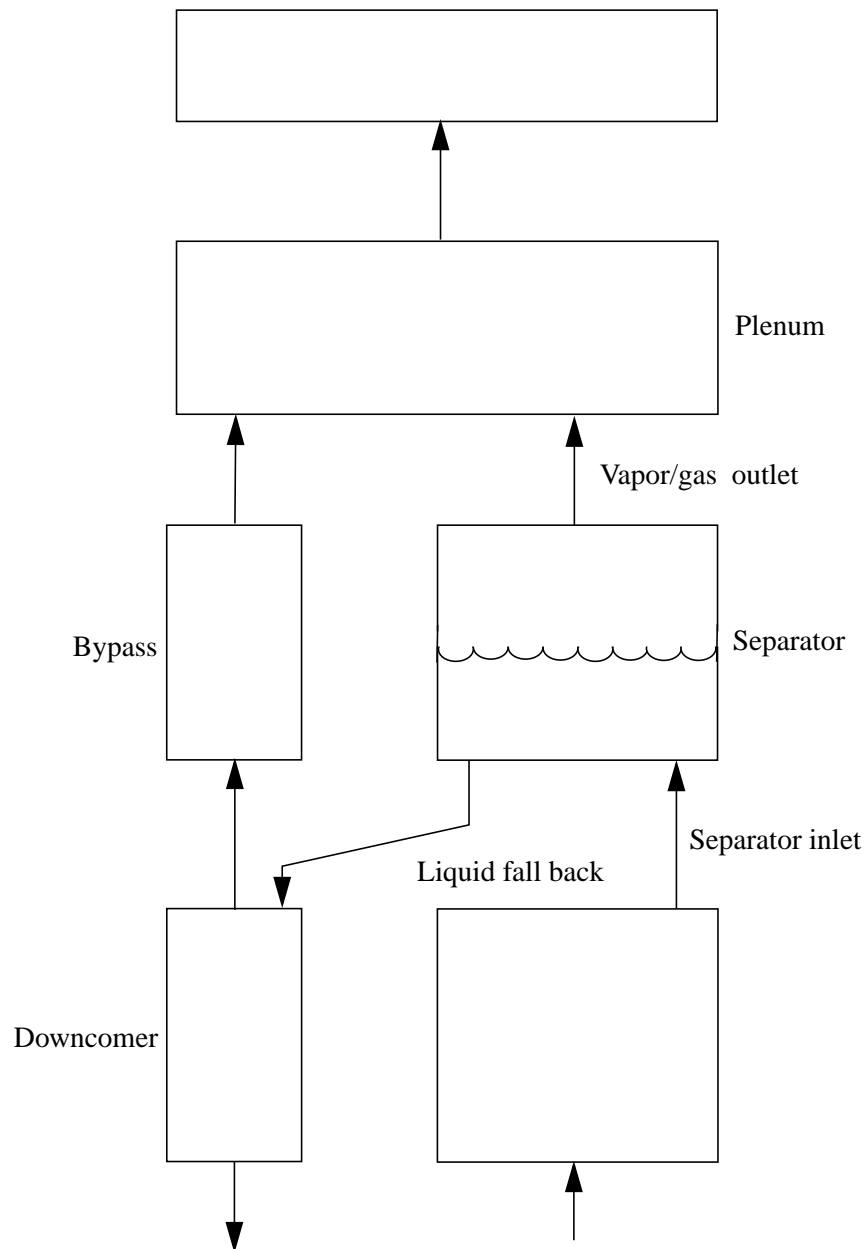 Plenum
Vapor/gas outlet
Bypass
Separator
Separator inlet
Liquid fall back
Downcomer